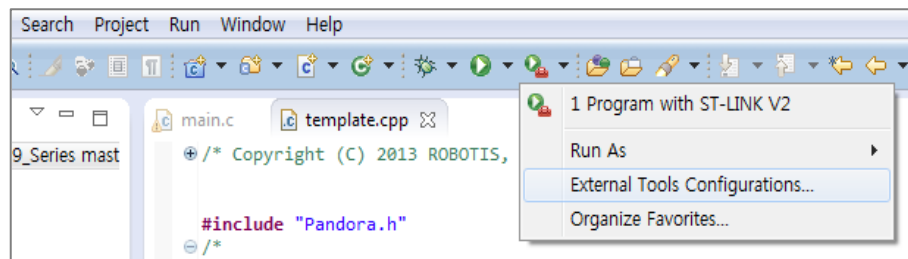 Search Project Run Window Help
1 Program with ST-LINK V2
Run As
External Tools Configurations...
Organize Favorites...
main.c template.cpp
9_Series mast
/* Copyright (C) 2013 ROBOTIS,
#include "Pandora.h"
/*